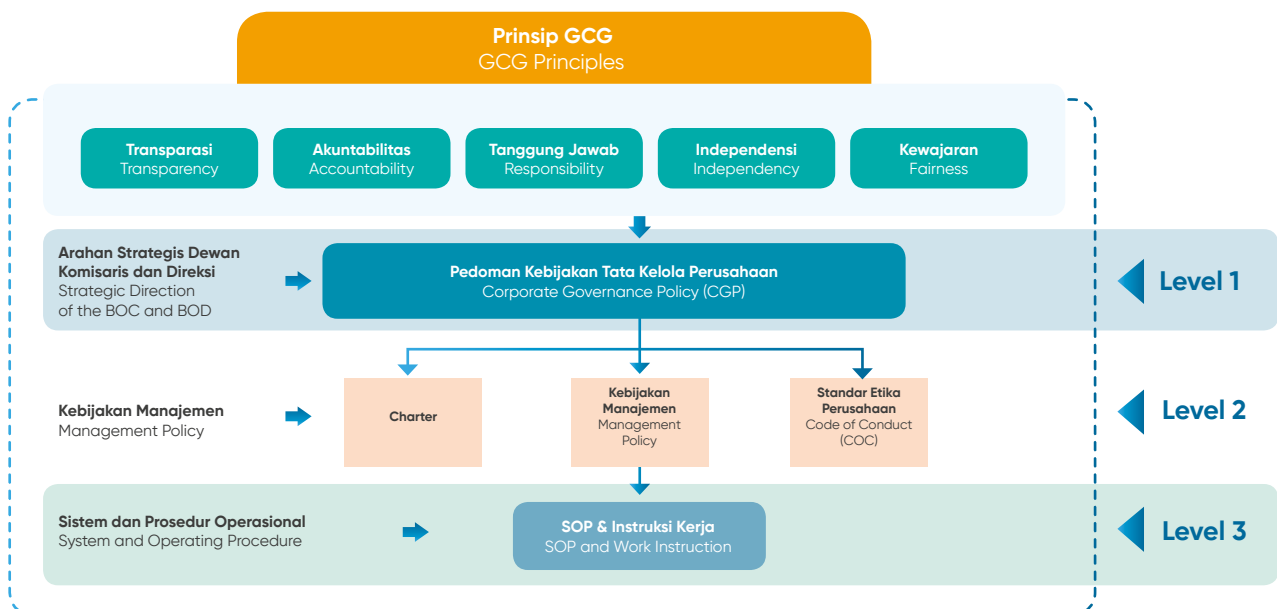 Prinsip GCG
GCG Principles
Transparasi
Transparency
Akuntabilitas
Accountability
Tanggung Jawab
Responsibility
Independensi
Independency
Kewajaran
Fairness
Arahan Strategis Dewan
Komisaris dan Direksi
Strategic Direction
of the BOC and BOD
Pedoman Kebijakan Tata Kelola Perusahaan
Corporate Governance Policy (CGP)
Level 1
Kebijakan Manajemen
Management Policy
Charter
Kebijakan
Manajemen
Management
Policy
Standar Etika
Perusahaan
Code of Conduct
(COC)
Level 2
Sistem dan Prosedur Operasional
System and Operating Procedure
SOP & Instruksi Kerja
SOP and Work Instruction
Level 3